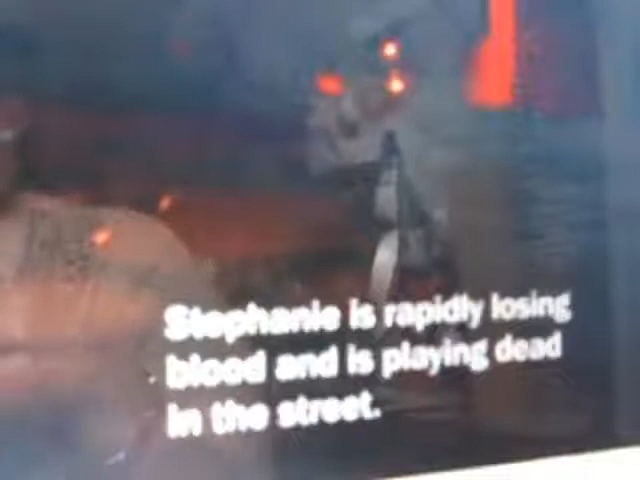 Stephanie is rapidly losing
blood and is playing dead
in the street.